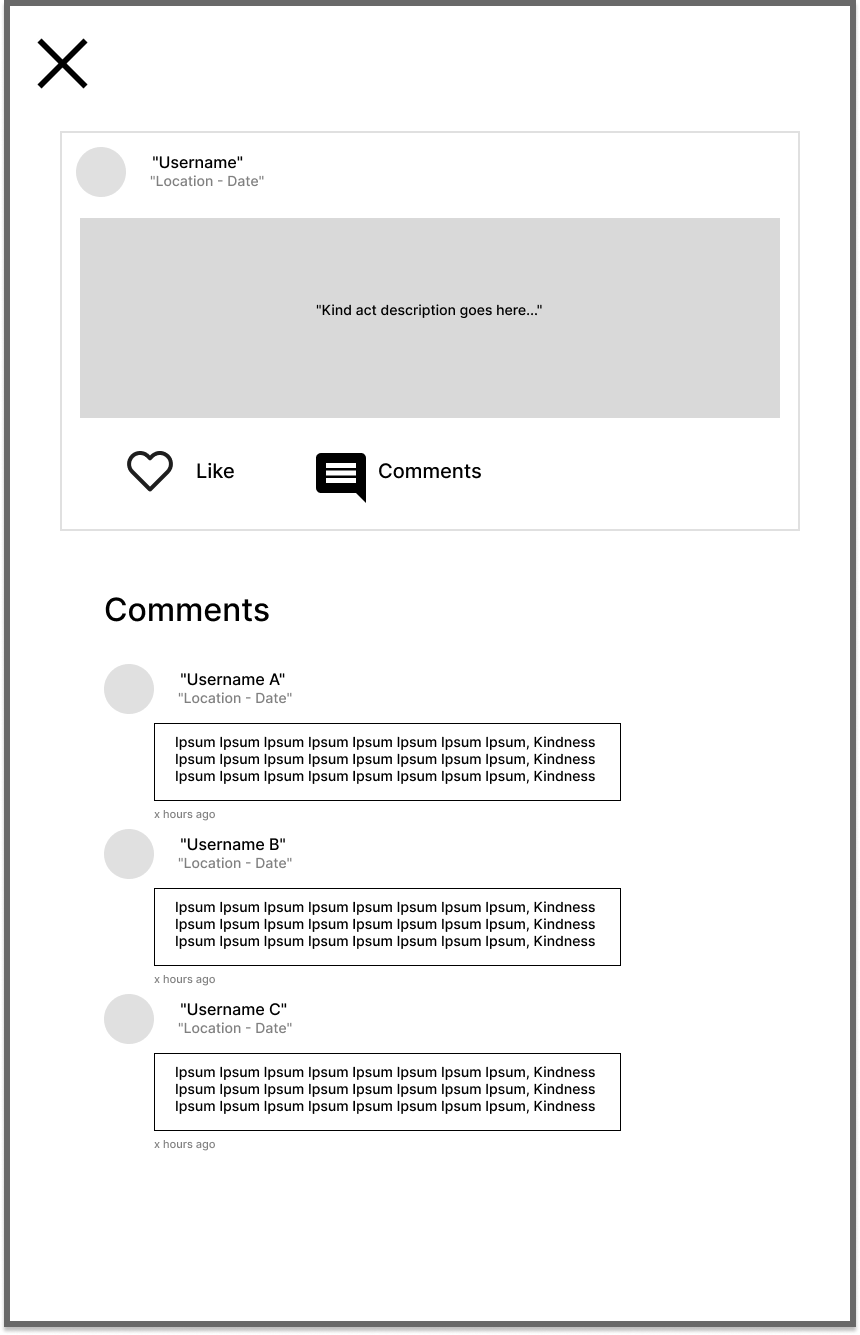 "Username"
"Location - Date"
"Kind act description goes here..."
Like
Comments
Comments
"Username A"
"Location - Date"
Ipsum Ipsum Ipsum Ipsum Ipsum Ipsum Ipsum Ipsum, Kindness
Ipsum Ipsum Ipsum Ipsum Ipsum Ipsum Ipsum Ipsum, Kindness
Ipsum Ipsum Ipsum Ipsum Ipsum Ipsum Ipsum Ipsum, Kindness
x hours ago
"Username B"
"Location - Date"
Ipsum Ipsum Ipsum Ipsum Ipsum Ipsum Ipsum Ipsum, Kindness
Ipsum Ipsum Ipsum Ipsum Ipsum Ipsum Ipsum Ipsum, Kindness
Ipsum Ipsum Ipsum Ipsum Ipsum Ipsum Ipsum Ipsum, Kindness
x hours ago
"Username C"
"Location - Date"
Ipsum Ipsum Ipsum Ipsum Ipsum Ipsum Ipsum Ipsum, Kindness
Ipsum Ipsum Ipsum Ipsum Ipsum Ipsum Ipsum Ipsum, Kindness
Ipsum Ipsum Ipsum Ipsum Ipsum Ipsum Ipsum Ipsum, Kindness
x hours ago